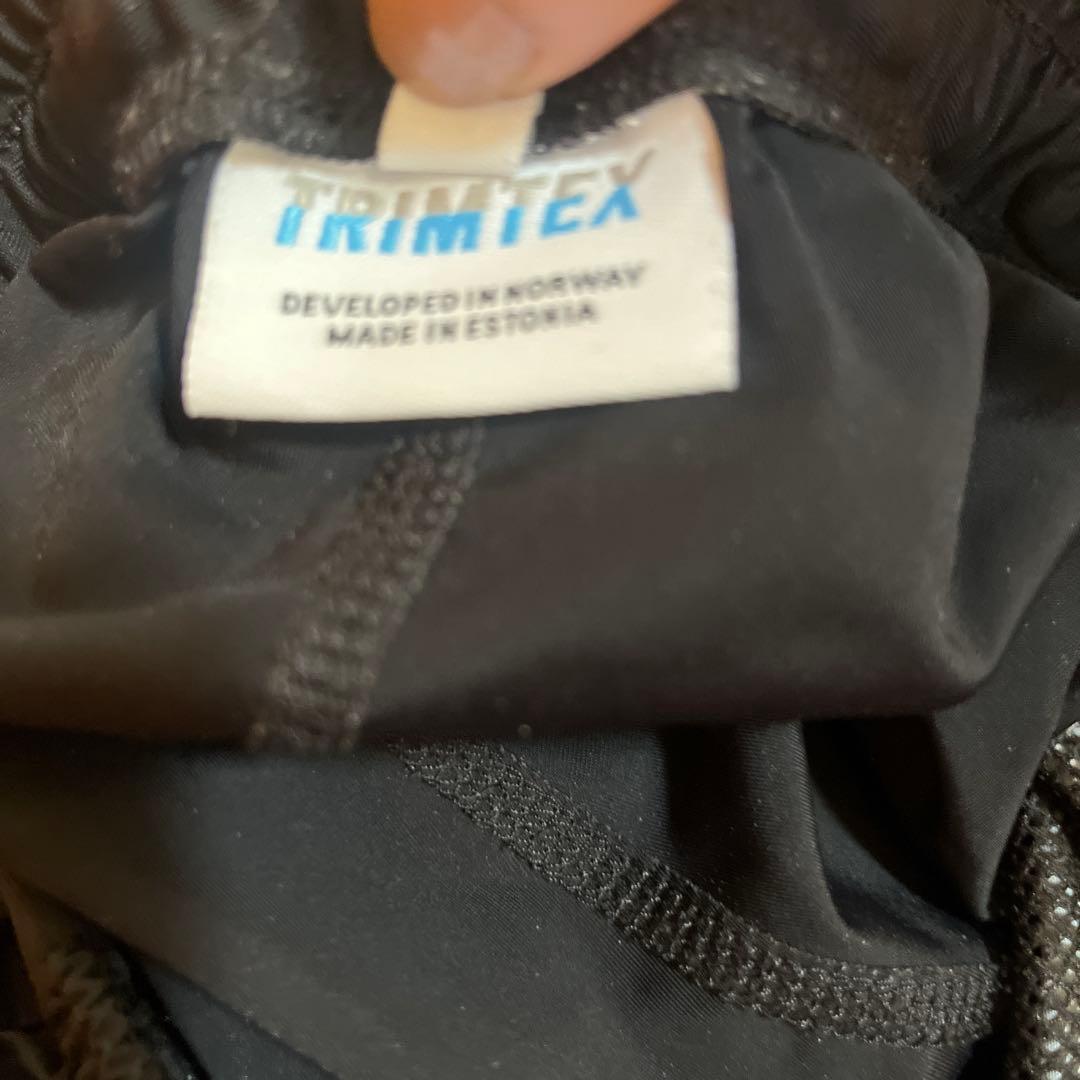 TRIMTEX
DEVELOPED IN NORWAY
MADE IN ESTONIA